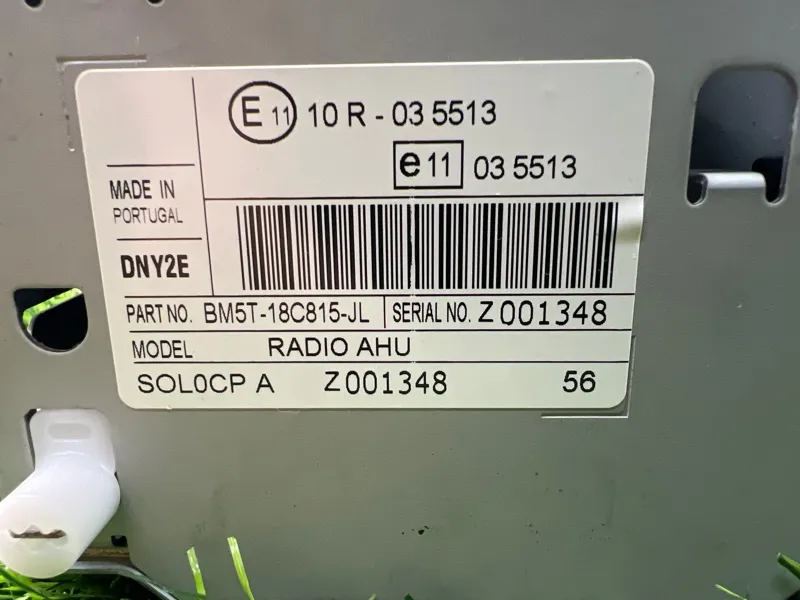 E 11 10 R - 03 5513
e 11 03 5513
MADE IN
PORTUGAL
DNY2E
PART NO. BM5T-18C815-JL SERIAL NO. Z001348
MODEL RADIO AHU
SOL0CP A Z001348 56